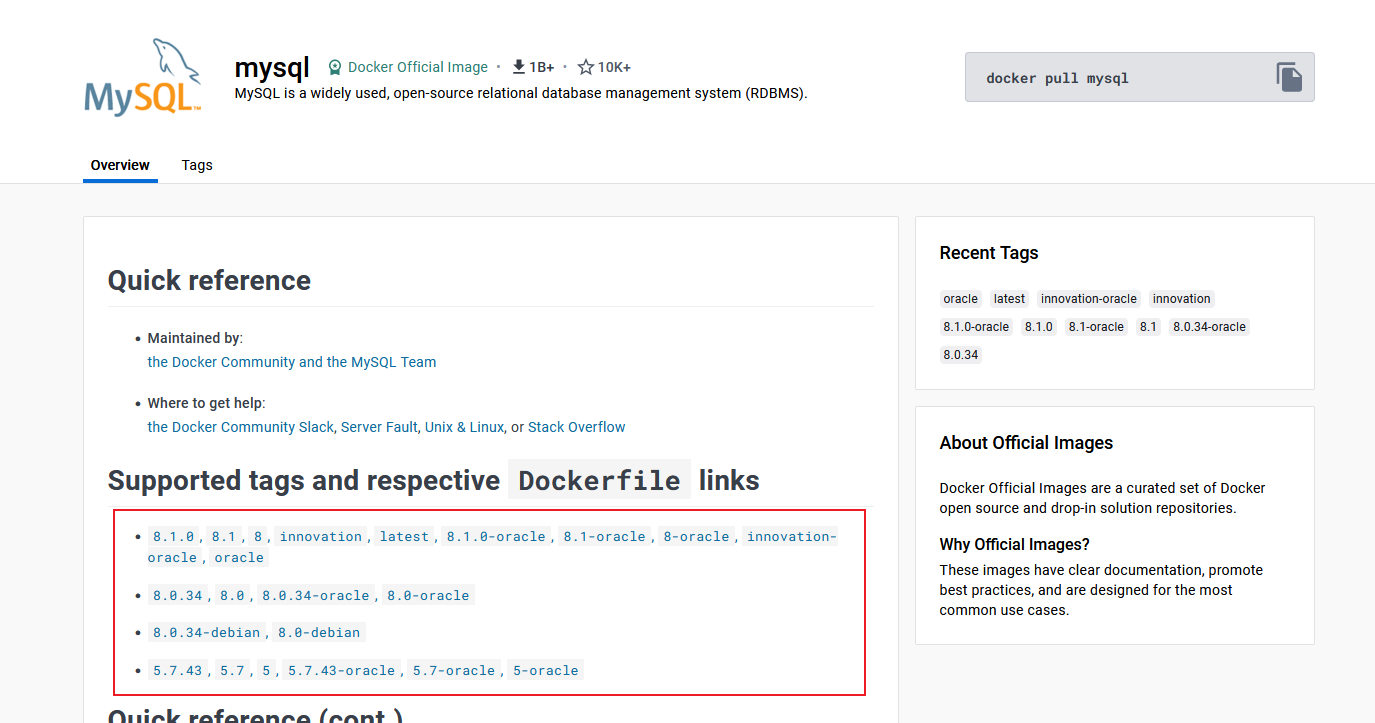 MySQL™
mysql Docker Official Image · 1B+ · 10K+
MySQL is a widely used, open-source relational database management system (RDBMS).
docker pull mysql
Overview Tags
Quick reference
• Maintained by:
the Docker Community and the MySQL Team
• Where to get help:
the Docker Community Slack, Server Fault, Unix & Linux, or Stack Overflow
Supported tags and respective Dockerfile links
• 8.1.0, 8.1, 8, innovation, latest, 8.1.0-oracle, 8.1-oracle, 8-oracle, innovation-
oracle, oracle
• 8.0.34, 8.0, 8.0.34-oracle, 8.0-oracle
• 8.0.34-debian, 8.0-debian
• 5.7.43, 5.7, 5, 5.7.43-oracle, 5.7-oracle, 5-oracle
Quick reference (cont.)
Recent Tags
oracle latest innovation-oracle innovation
8.1.0-oracle 8.1.0 8.1-oracle 8.1 8.0.34-oracle
8.0.34
About Official Images
Docker Official Images are a curated set of Docker
open source and drop-in solution repositories.
Why Official Images?
These images have clear documentation, promote
best practices, and are designed for the most
common use cases.